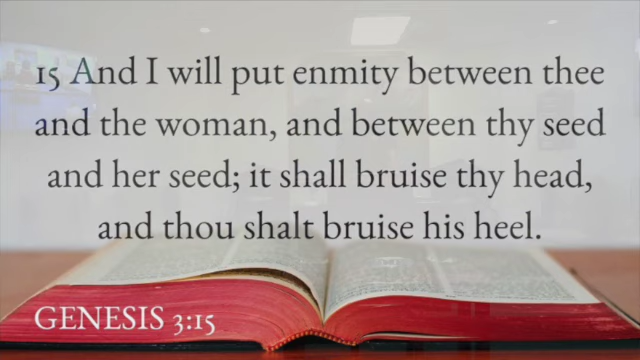 15 And I will put enmity between thee
and the woman, and between thy seed
and her seed; it shall bruise thy head,
and thou shalt bruise his heel.
GENESIS 3:15